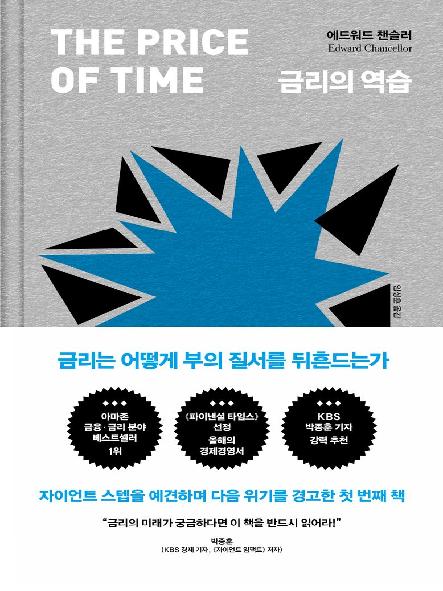 THE PRICE
OF TIME
에드워드 챈슬러
Edward Chancellor
금리의 역습
임상훈 옮김
금리는 어떻게 부의 질서를 뒤흔드는가
아마존
금융·금리 분야
베스트셀러
1위
《파이낸셜 타임스》
선정
올해의
경제경영서
KBS
박종훈 기자
강력 추천
자이언트 스텝을 예견하며 다음 위기를 경고한 첫 번째 책
“금리의 미래가 궁금하다면 이 책을 반드시 읽어라!”
박종훈
(KBS 경제 기자, 《자이언트 임팩트》 저자)